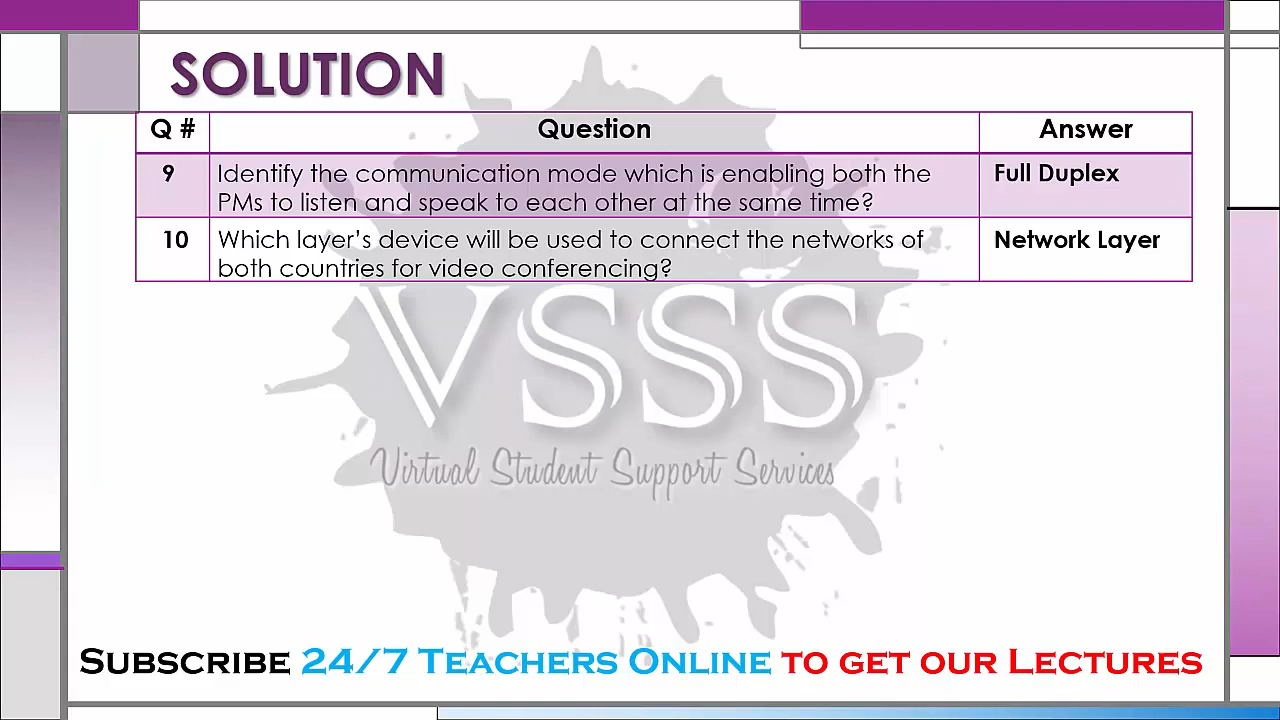 SOLUTION
Q # Question Answer
9 Identify the communication mode which is enabling both the Full Duplex
PMs to listen and speak to each other at the same time?
10 Which layer's device will be used to connect the networks of Network Layer
both countries for video conferencing?
VSSS
Virtual Student Support Services
SUBSCRIBE 24/7 TEACHERS ONLINE TO GET OUR LECTURES